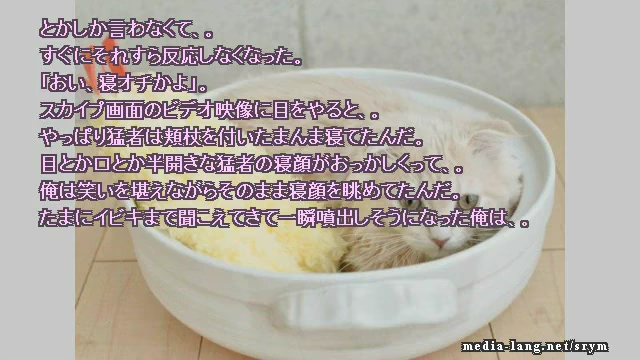 とかしか言わなくて、。
すぐにそれすら反応しなくなった。
「おい、寝オチかよ」。
スカイプ画面のビデオ映像に目をやると、。
やっぱり猛者は頬杖を付いたまんま寝てたんだ。
目とか口とか半開きな猛者の寝顔がおっかしくって、。
俺は笑いを堪えながらそのまま寝顔を眺めてたんだ。
たまにイビキまで聞こえてきて一瞬噴出しそうになった俺は、。
media-lang.net/srym